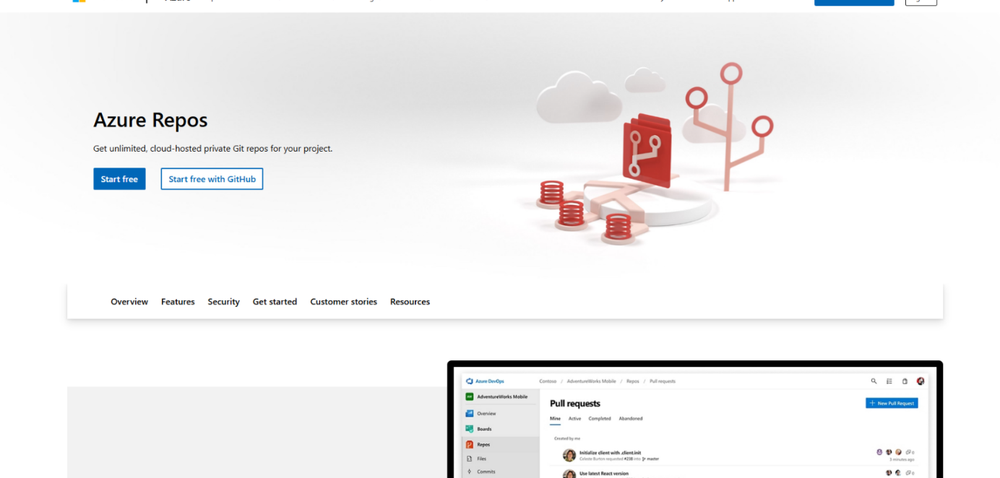 Azure Repos
Get unlimited, cloud-hosted private Git repos for your project.
Start free
Start free with GitHub
Overview Features Security Get started Customer stories Resources
Azure DevOps
Contoso / AdventureWorks Mobile / Repos / Pull requests
AdventureWorks Mobile
Pull requests
New Pull Request
Overview
Mine Active Completed Abandoned
Boards
Created by me
Repos
Initialize client with .client.init
Files
Celeste Burton requested #238 into master
3 minutes ago
Commits
Use latest React version